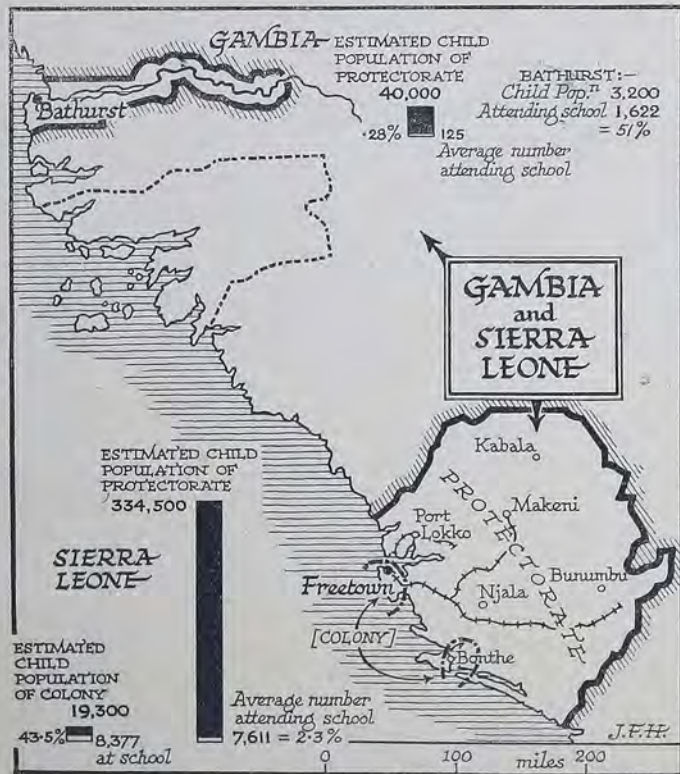 GAMBIA
ESTIMATED CHILD
POPULATION OF
PROTECTORATE
40,000
·28% 125
Average number
attending school
BATHURST:—
Child Pop.ⁿ 3,200
Attending school 1,622
= 51%
Bathurst
GAMBIA
and
SIERRA
LEONE
Kabala
PROTECTORATE
Makeni
Port
Lokko
Freetown
Njala
Bunumbu
[COLONY]
Bonthe
ESTIMATED CHILD
POPULATION OF
PROTECTORATE
334,500
SIERRA
LEONE
ESTIMATED
CHILD
POPULATION
OF COLONY
19,300
43·5% 8,377
at school
Average number
attending school
7,611 = 2·3%
J.F.H.
0 100 miles 200